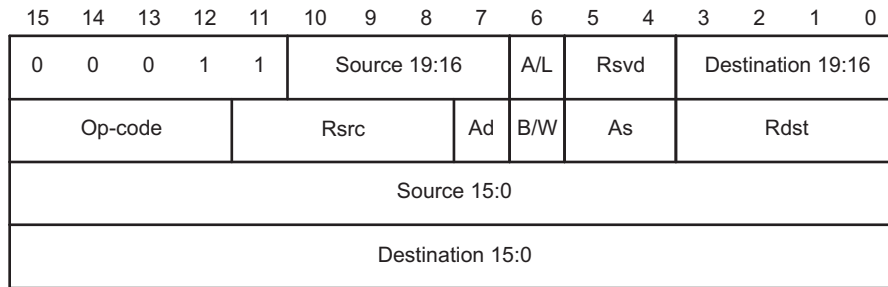 15 14 13 12 11 10 9 8 7 6 5 4 3 2 1 0
0 0 0 1 1 Source 19:16 A/L Rsvd Destination 19:16
Op-code Rsrc Ad B/W As Rdst
Source 15:0
Destination 15:0